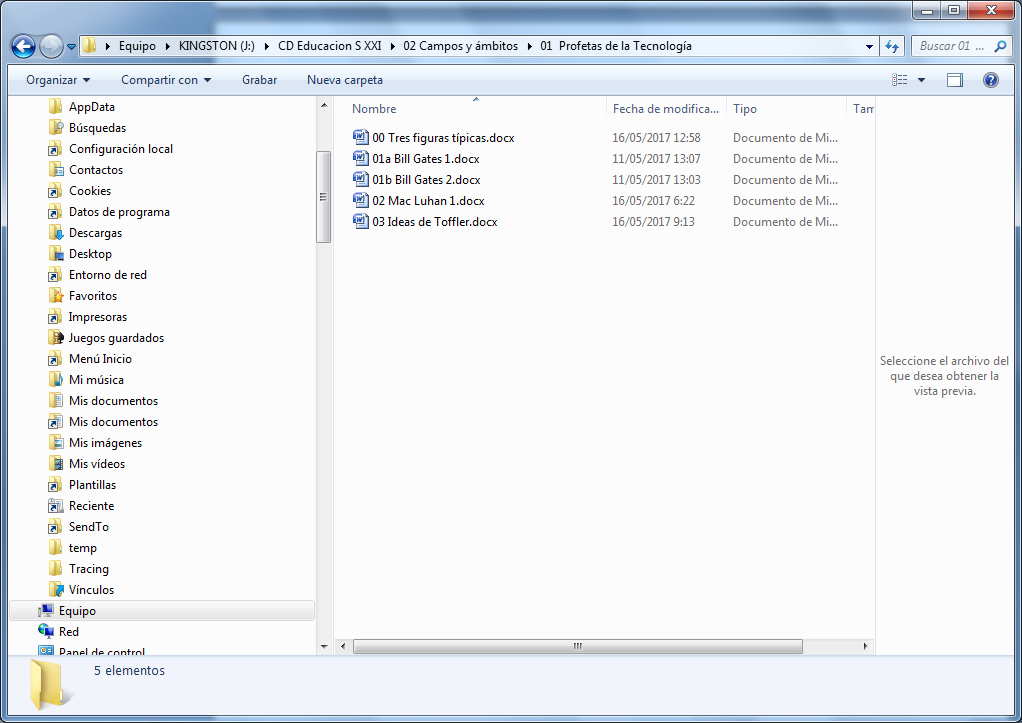 Equipo KINGSTON (J:) CD Educacion S XXI 02 Campos y ámbitos 01 Profetas de la Tecnología Buscar 01 ...
Organizar Compartir con Grabar Nueva carpeta
AppData
Búsquedas
Configuración local
Contactos
Cookies
Datos de programa
Descargas
Desktop
Entorno de red
Favoritos
Impresoras
Juegos guardados
Menú Inicio
Mi música
Mis documentos
Mis documentos
Mis imágenes
Mis vídeos
Plantillas
Reciente
SendTo
temp
Tracing
Vínculos
Equipo
Red
Panel de control
Nombre Fecha de modifica... Tipo Tam
00 Tres figuras típicas.docx 16/05/2017 12:58 Documento de Mi...
01a Bill Gates 1.docx 11/05/2017 13:07 Documento de Mi...
01b Bill Gates 2.docx 11/05/2017 13:03 Documento de Mi...
02 Mac Luhan 1.docx 16/05/2017 6:22 Documento de Mi...
03 Ideas de Toffler.docx 16/05/2017 9:13 Documento de Mi...
Seleccione el archivo del
que desea obtener la
vista previa.
5 elementos